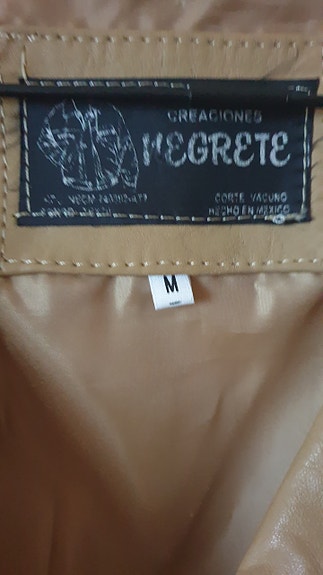 CREACIONES
NEGRETE
CORTE VACUNO
HECHO EN MEXICO
M